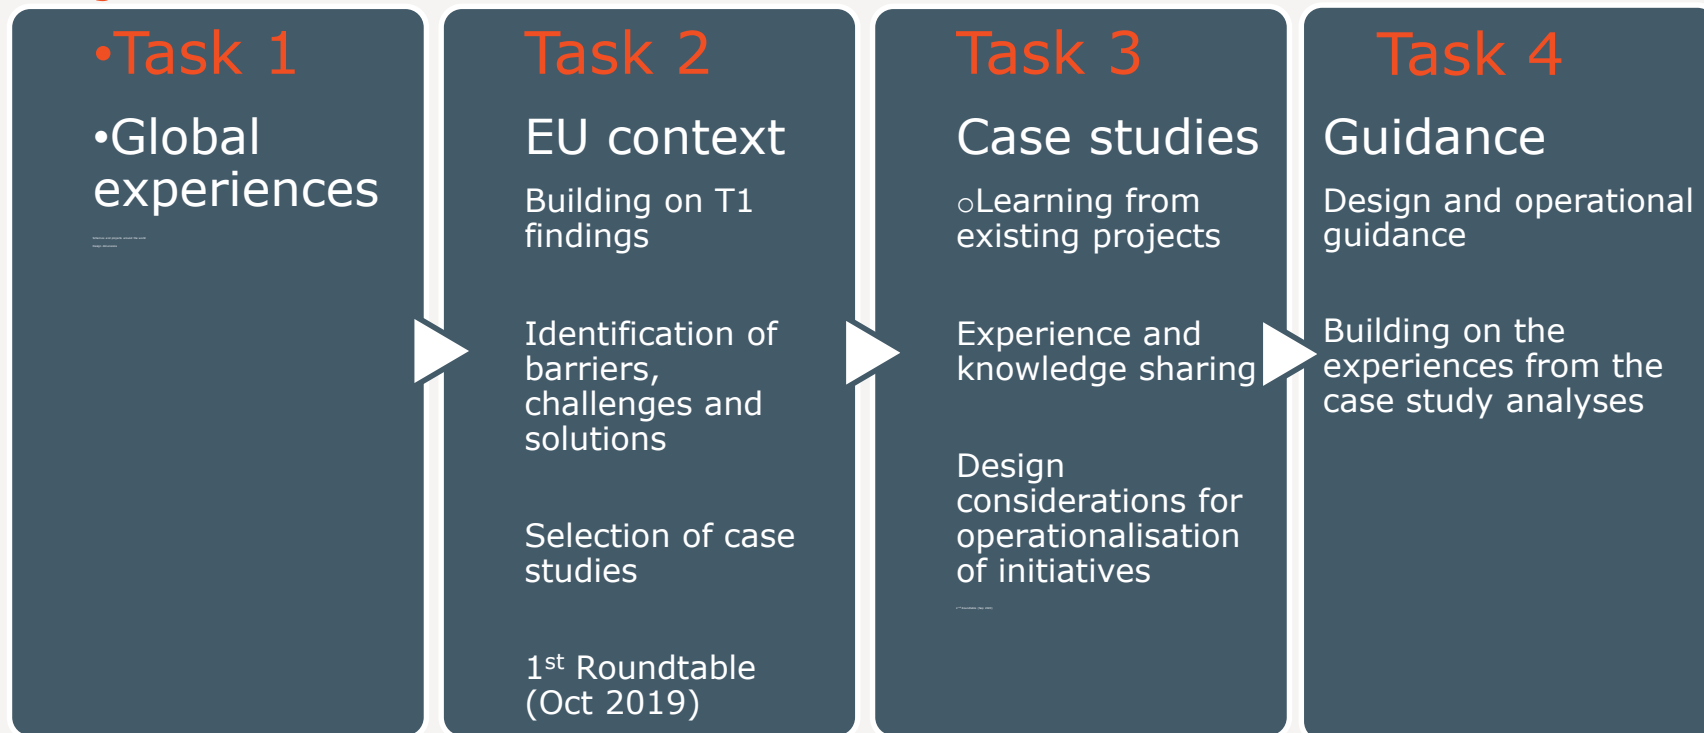 •Task 1
•Global
experiences
Task 2
EU context
Building on T1
findings
Identification of
barriers,
challenges and
solutions
Selection of case
studies
1st Roundtable
(Oct 2019)
Task 3
Case studies
oLearning from
existing projects
Experience and
knowledge sharing
Design
considerations for
operationalisation
of initiatives
Task 4
Guidance
Design and operational
guidance
Building on the
experiences from the
case study analyses